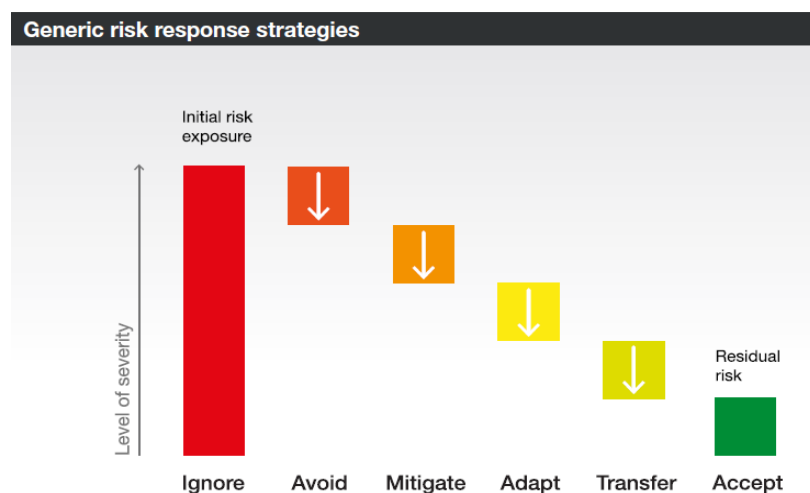 Generic risk response strategies
Initial risk
exposure
Level of severity
Residual
risk
Ignore Avoid Mitigate Adapt Transfer Accept